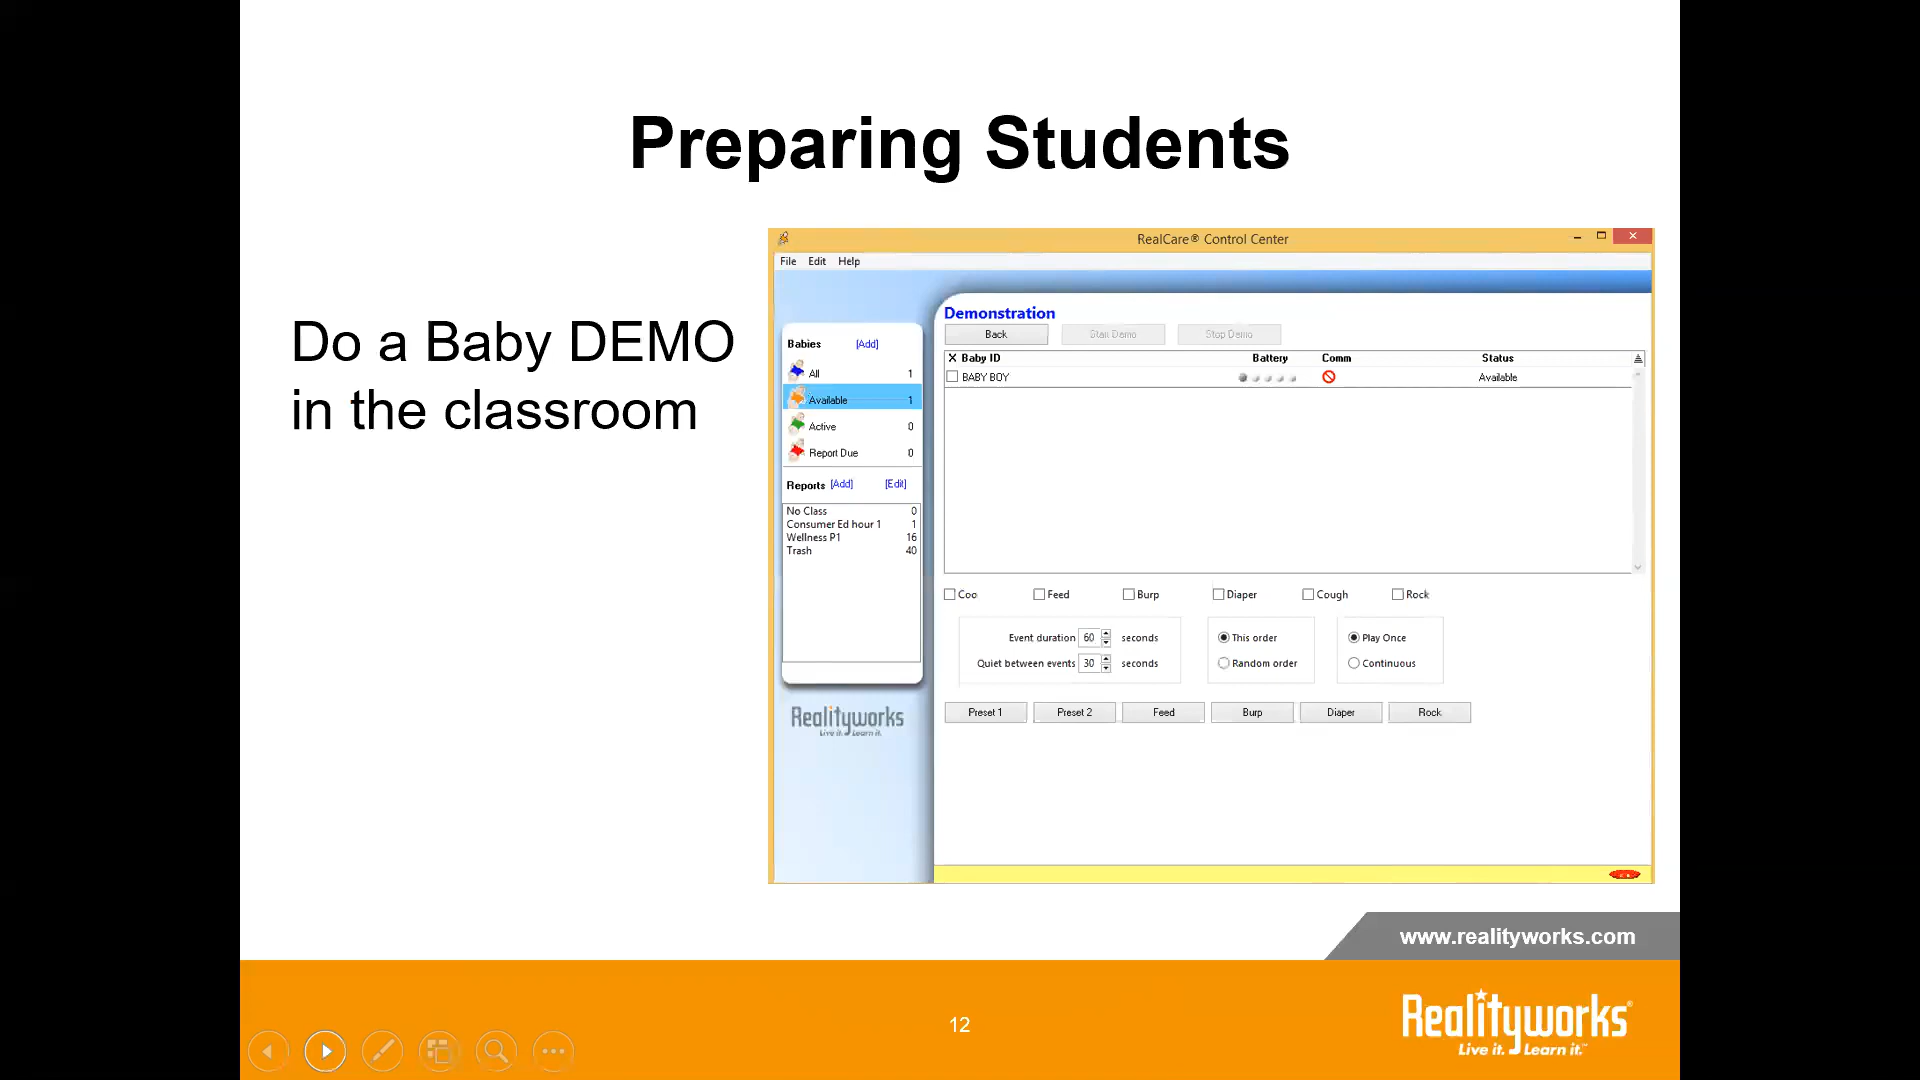 Preparing Students
Do a Baby DEMO
in the classroom
RealCare® Control Center
File Edit Help
Babies [Add]
All 1
Available 1
Active 0
Report Due 0
Reports [Add] [Edit]
No Class 0
Consumer Ed hour 1 1
Wellness P1 16
Trash 40
Realityworks
Live it. Learn it.
Demonstration
Back Start Demo Stop Demo
X Baby ID Battery Comm Status
BABY BOY Available
Coo Feed Burp Diaper Cough Rock
Event duration 60 seconds This order Play Once
Quiet between events 30 seconds Random order Continuous
Preset 1 Preset 2 Feed Burp Diaper Rock
www.realityworks.com
12
Realityworks®
Live it. Learn it.™